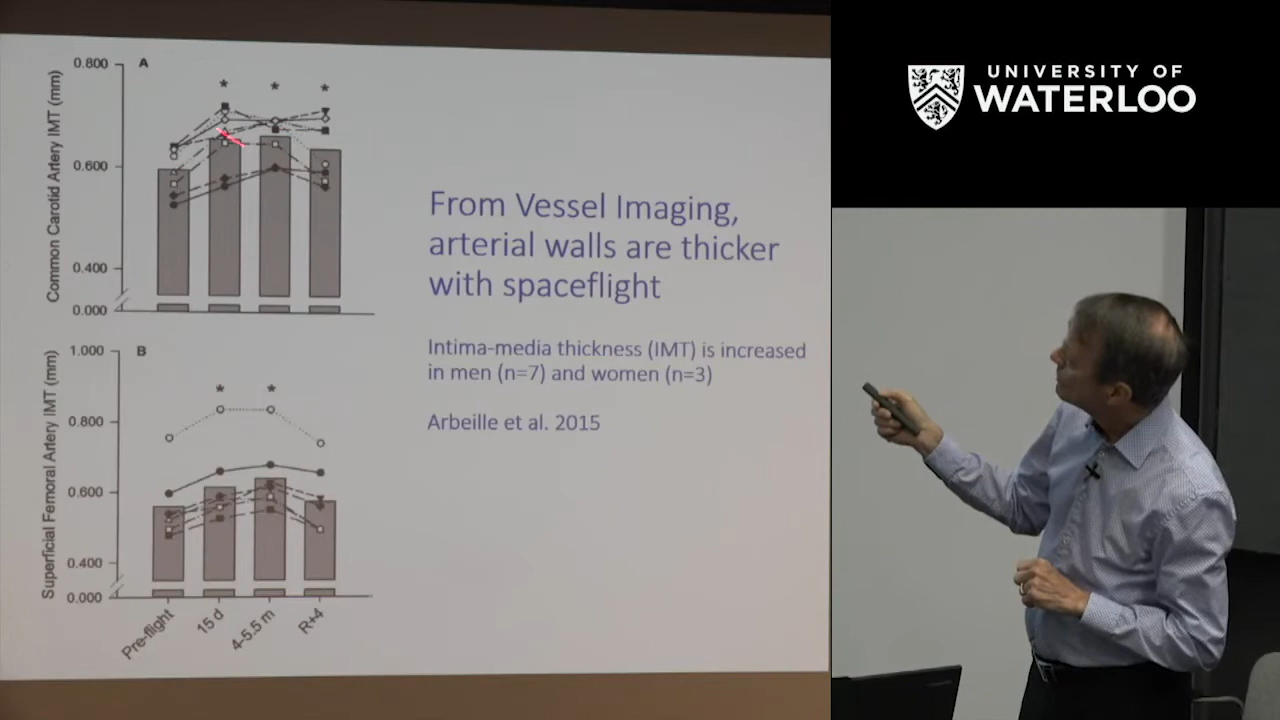 0.800
A
*
*
*
0.600
0.400
0.000
Common Carotid Artery IMT (mm)
1.000
B
*
*
0.800
0.600
0.400
0.000
Superficial Femoral Artery IMT (mm)
Pre-flight
15 d
4-5.5 m
R+4
From Vessel Imaging,
arterial walls are thicker
with spaceflight
Intima-media thickness (IMT) is increased
in men (n=7) and women (n=3)
Arbeille et al. 2015
UNIVERSITY OF
WATERLOO